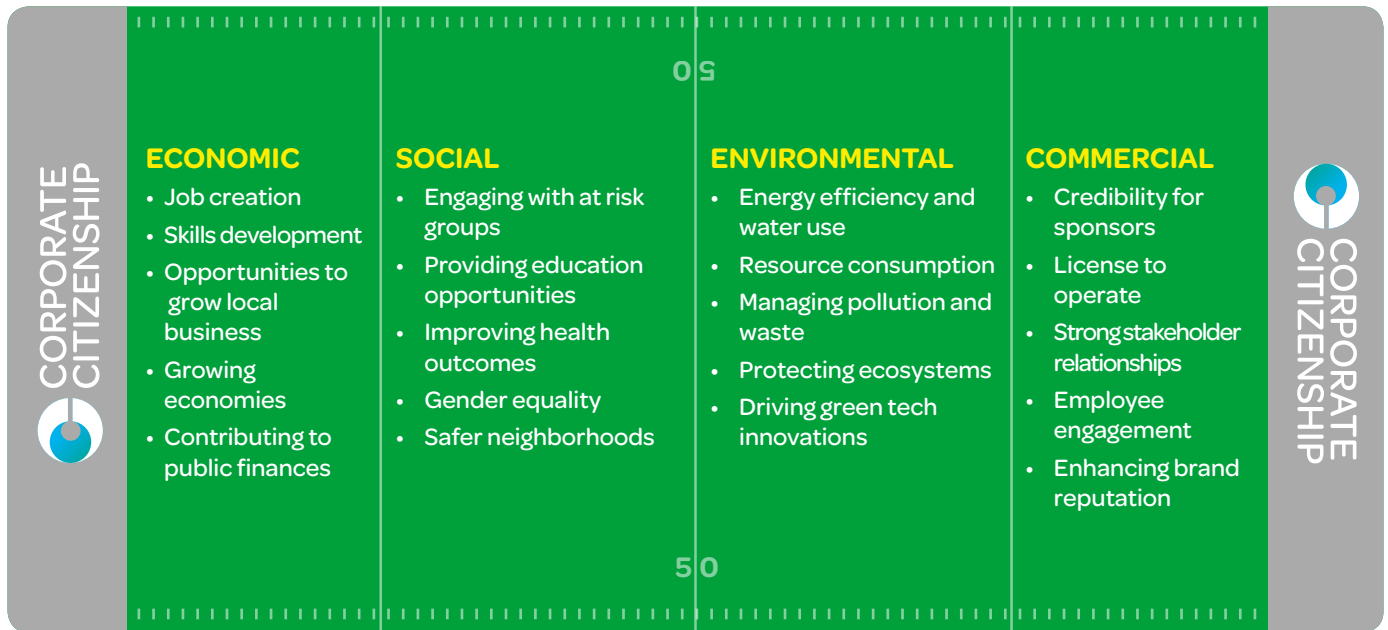 CORPORATE
CITIZENSHIP
50
ECONOMIC
• Job creation
• Skills development
• Opportunities to
grow local
business
• Growing
economies
• Contributing to
public finances
SOCIAL
• Engaging with at risk
groups
• Providing education
opportunities
• Improving health
outcomes
• Gender equality
• Safer neighborhoods
ENVIRONMENTAL
• Energy efficiency and
water use
• Resource consumption
• Managing pollution and
waste
• Protecting ecosystems
• Driving green tech
innovations
COMMERCIAL
• Credibility for
sponsors
• License to
operate
• Strong stakeholder
relationships
• Employee
engagement
• Enhancing brand
reputation
50
CORPORATE
CITIZENSHIP